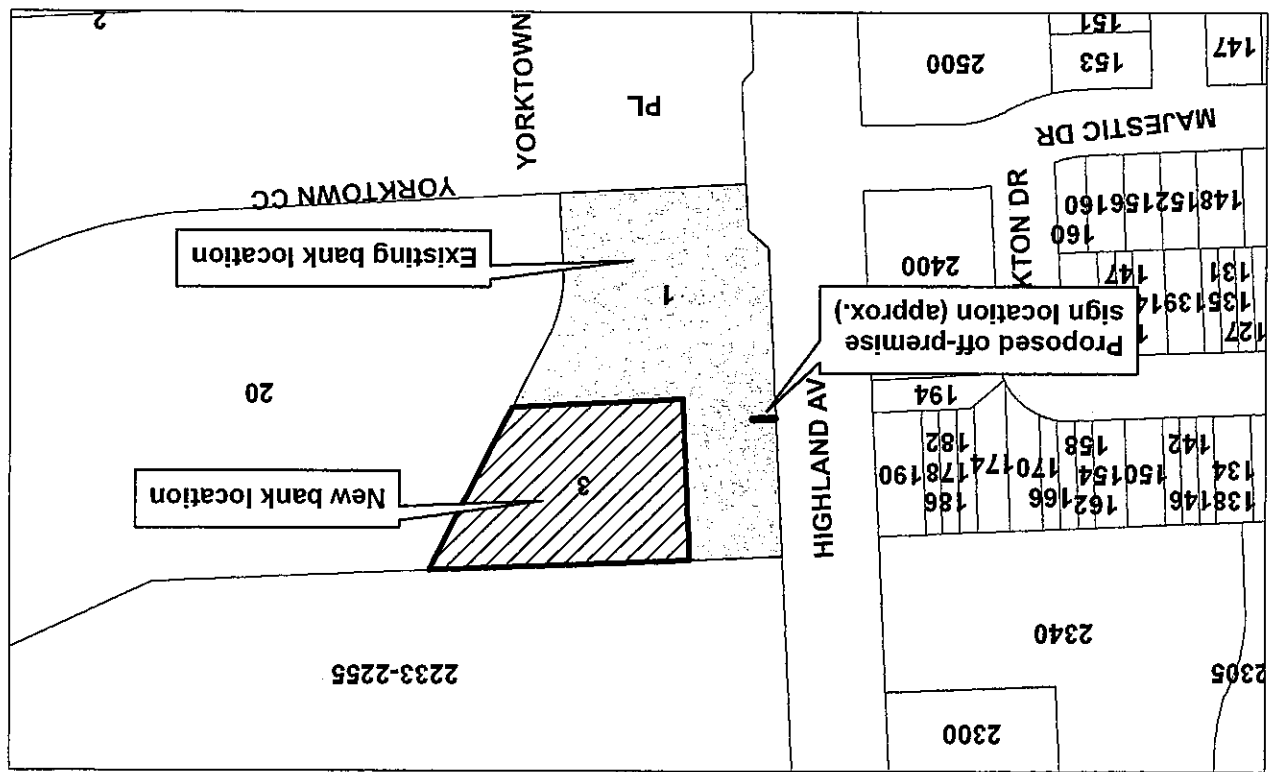 2300
2305
2340
2233-2255
138 146 162 166 186
134 150 154 170 174 178 190
142 158 182
194
3
New bank location
HIGHLAND AV
20
Proposed off-premise
sign location (approx.)
127
135 139
131 147
2400
1
Existing bank location
KTON DR
160
148 152 156 160
YORKTOWN CC
MAJESTIC DR
YORKTOWN
PL
147
153
2500
151
2